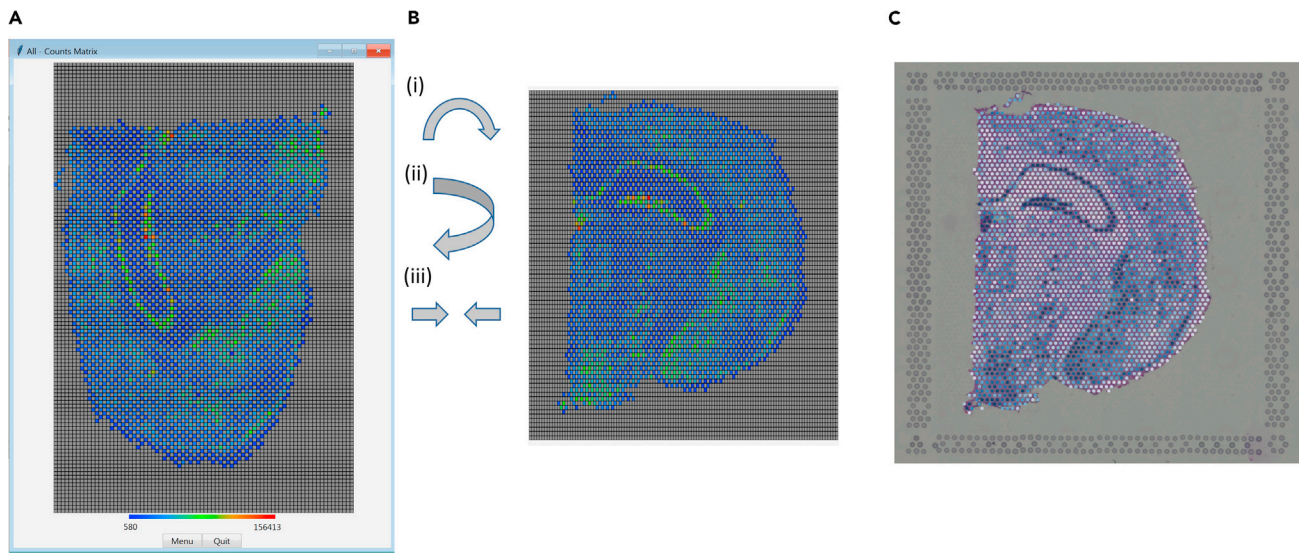 A
B
C
All - Counts Matrix
(i)
(ii)
(iii)
580
156413
Menu
Quit